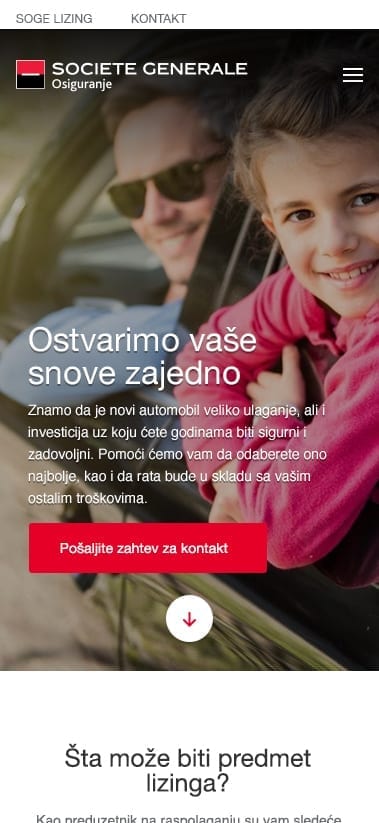 SOGE LIZING KONTAKT
SOCIETE GENERALE
Osiguranje
Ostvarimo vaše
snove zajedno
Znamo da je novi automobil veliko ulaganje, ali i
investicija uz koju ćete godinama biti sigurni i
zadovoljni. Pomoći ćemo vam da odaberete ono
najbolje, kao i da rata bude u skladu sa vašim
ostalim troškovima.
Pošaljite zahtev za kontakt
Šta može biti predmet
lizinga?
Kao preduzetnik na raspolaganju su vam sledeće